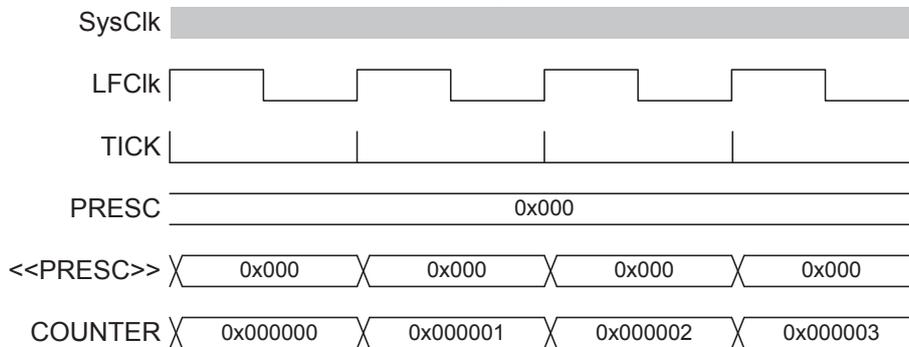 SysClk
LFClk
TICK
PRESC 0x000
<<PRESC>> 0x000 0x000 0x000 0x000
COUNTER 0x000000 0x000001 0x000002 0x000003